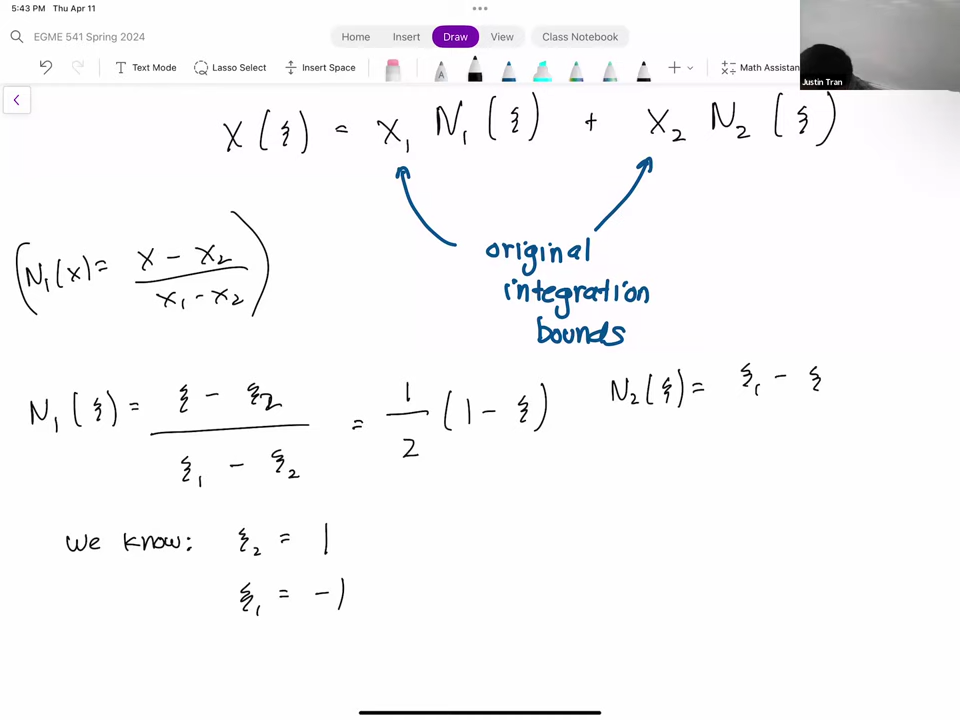 5:43 PM Thu Apr 11
EGME 541 Spring 2024
Home Insert Draw View Class Notebook
Text Mode Lasso Select Insert Space A Math Assistan
Justin Tran
x(ξ) = x₁ N₁(ξ) + x₂ N₂(ξ)
original
integration
bounds
(N₁(x) = (x - x₂)/(x₁ - x₂))
N₁(ξ) = (ξ - ξ₂)/(ξ₁ - ξ₂) = 1/2 (1 - ξ)
N₂(ξ) = ξ₁ - ξ
we know: ξ₂ = 1
ξ₁ = -1